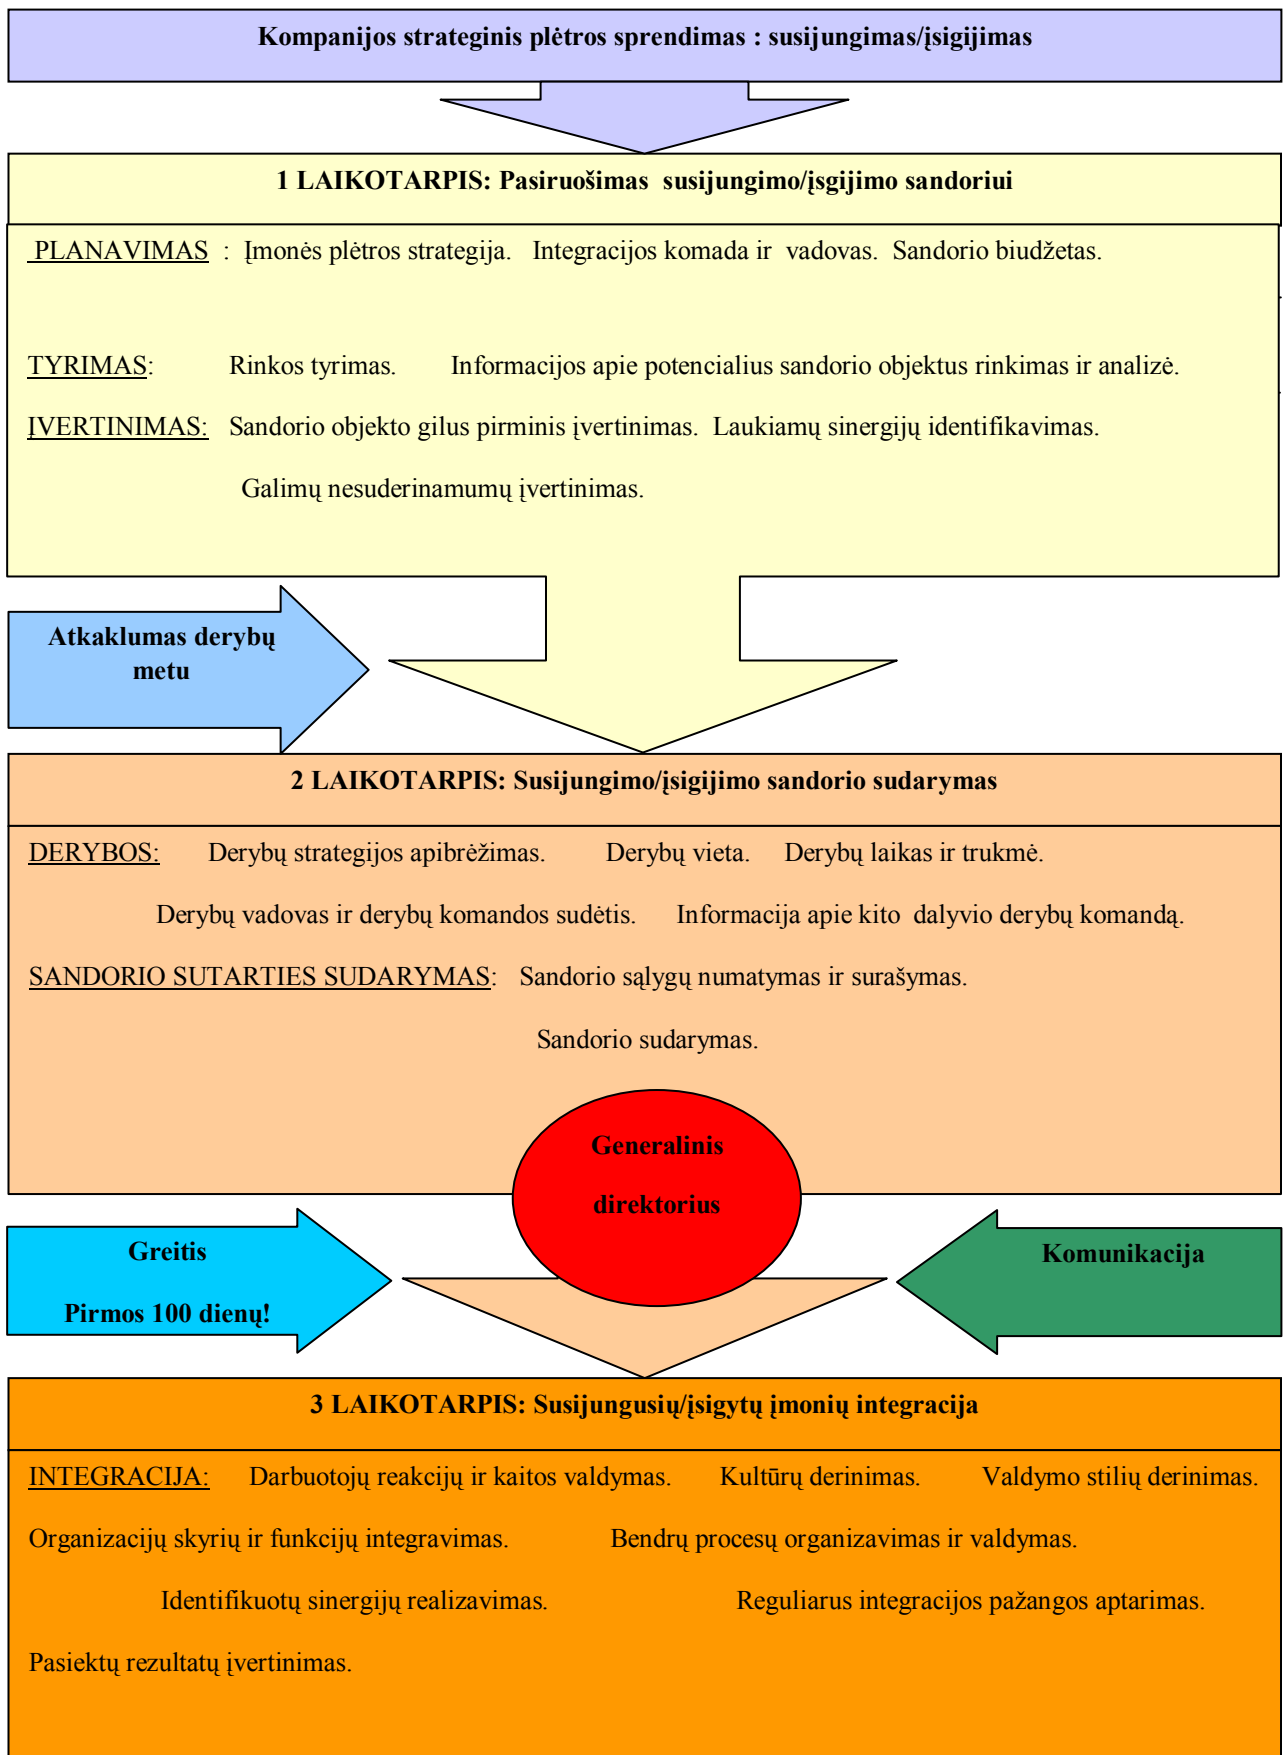 Kompanijos strateginis plėtros sprendimas : susijungimas/įsigijimas
1 LAIKOTARPIS: Pasiruošimas susijungimo/įsgijimo sandoriui
PLANAVIMAS : Įmonės plėtros strategija. Integracijos komada ir vadovas. Sandorio biudžetas.
TYRIMAS: Rinkos tyrimas. Informacijos apie potencialius sandorio objektus rinkimas ir analizė.
ĮVERTINIMAS: Sandorio objekto gilus pirminis įvertinimas. Laukiamų sinergijų identifikavimas.
Galimų nesuderinamumų įvertinimas.
Atkaklumas derybų
metu
2 LAIKOTARPIS: Susijungimo/įsigijimo sandorio sudarymas
DERYBOS: Derybų strategijos apibrėžimas. Derybų vieta. Derybų laikas ir trukmė.
Derybų vadovas ir derybų komandos sudėtis. Informacija apie kito dalyvio derybų komandą.
SANDORIO SUTARTIES SUDARYMAS: Sandorio sąlygų numatymas ir surašymas.
Sandorio sudarymas.
Generalinis
direktorius
Greitis
Pirmos 100 dienų!
Komunikacija
3 LAIKOTARPIS: Susijungusių/įsigytų įmonių integracija
INTEGRACIJA: Darbuotojų reakcijų ir kaitos valdymas. Kultūrų derinimas. Valdymo stilių derinimas.
Organizacijų skyrių ir funkcijų integravimas. Bendrų procesų organizavimas ir valdymas.
Identifikuotų sinergijų realizavimas. Reguliarus integracijos pažangos aptarimas.
Pasiektų rezultatų įvertinimas.